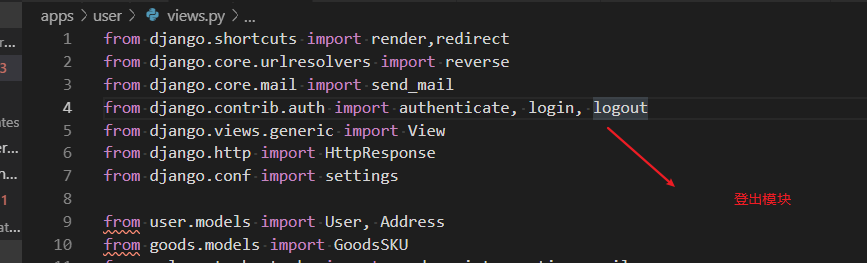 apps > user > views.py > ...
1 from django.shortcuts import render,redirect
2 from django.core.urlresolvers import reverse
3 from django.core.mail import send_mail
4 from django.contrib.auth import authenticate, login, logout
5 from django.views.generic import View
6 from django.http import HttpResponse
7 from django.conf import settings
8
登出模块
9 from user.models import User, Address
10 from goods.models import GoodsSKU
r...
3
ates
er...
n...
1
at...